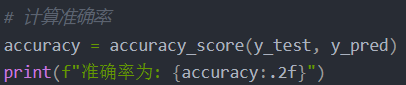 # 计算准确率
accuracy = accuracy_score(y_test, y_pred)
print(f"准确率为: {accuracy:.2f}")